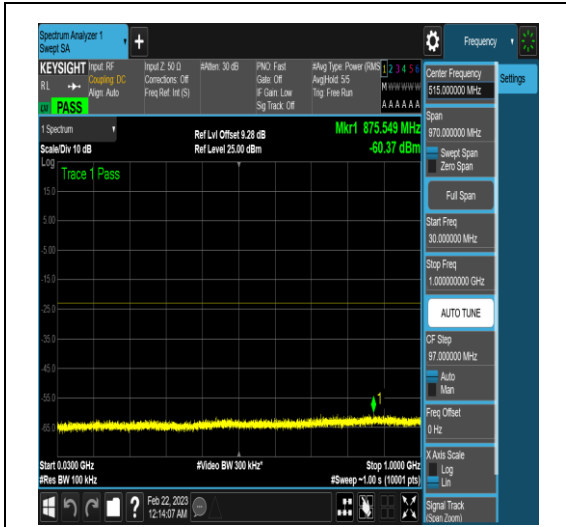 Spectrum Analyzer 1
Swept SA
+
Frequency
KEYSIGHT
RL
PASS
Input: RF
Coupling: DC
Align: Auto
Input Z: 50 Ω
Corrections: Off
Freq Ref: Int (S)
#Atten: 30 dB
PNO: Fast
Gate: Off
IF Gain: Low
Sig Track: Off
#Avg Type: Power (RMS)
Avg|Hold: 5/5
Trig: Free Run
1 2 3 4 5 6
M W W W W W
A A A A A A
1 Spectrum
Scale/Div 10 dB
Ref Lvl Offset 9.28 dB
Ref Level 25.00 dBm
Mkr1 875.549 MHz
-60.37 dBm
Log
Trace 1 Pass
15.0
5.00
-5.00
-15.0
-25.0
-35.0
-45.0
-55.0
-65.0
1
Start 0.0300 GHz
#Res BW 100 kHz
#Video BW 300 kHz*
Stop 1.0000 GHz
#Sweep ~1.00 s (10001 pts)
Center Frequency
515.000000 MHz
Settings
Span
970.000000 MHz
Swept Span
Zero Span
Full Span
Start Freq
30.000000 MHz
Stop Freq
1.000000000 GHz
AUTO TUNE
CF Step
97.000000 MHz
Auto
Man
Freq Offset
0 Hz
X Axis Scale
Log
Lin
Signal Track
(Span Zoom)
?
Feb 22, 2023
12:14:07 AM